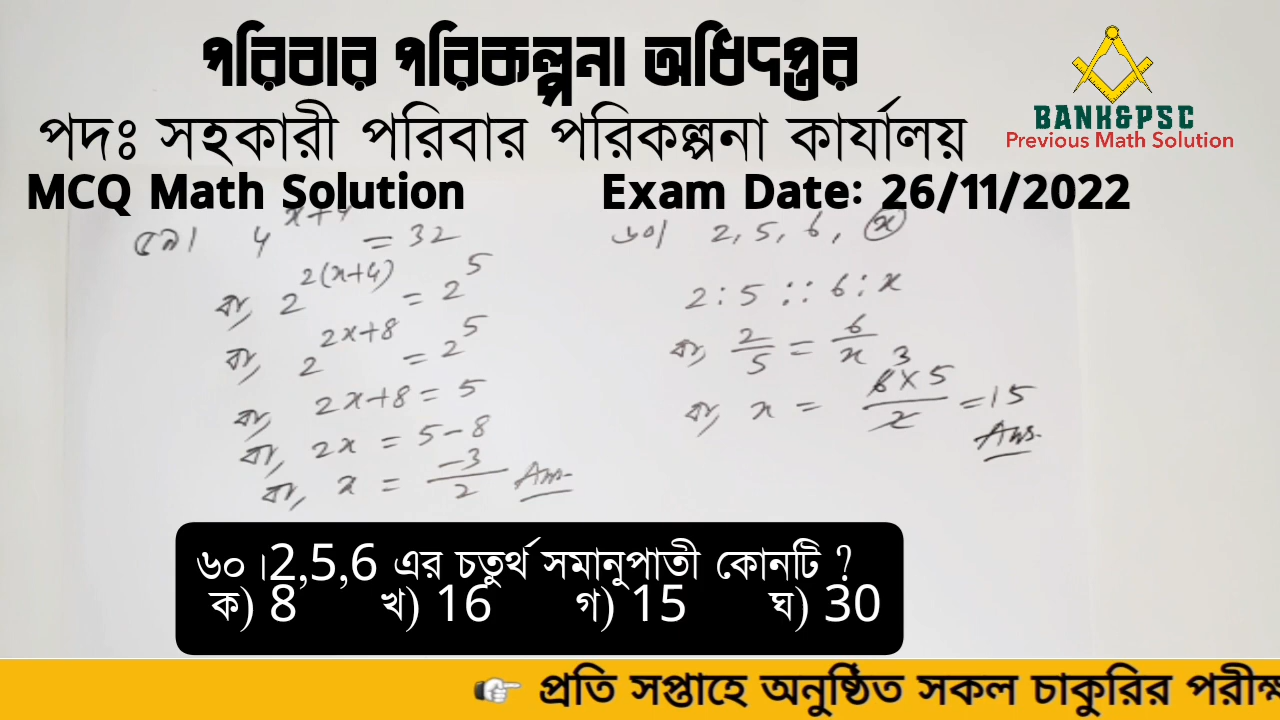 পরিবার পরিকল্পনা অধিদপ্তর
BANK&PSC
Previous Math Solution
পদঃ সহকারী পরিবার পরিকল্পনা কার্যালয়
MCQ Math Solution
Exam Date: 26/11/2022
৫৯। 4^{x+4} = 32
বা, 2^{2(x+4)} = 2^5
বা, 2^{2x+8} = 2^5
বা, 2x+8 = 5
বা, 2x = 5-8
বা, x = -3/2 Ans.
৬০। 2, 5, 6, x
2 : 5 :: 6 : x
বা, 2/5 = 6/x
বা, x = 6×5/2 = 15
3
Ans.
৬০।2,5,6 এর চতুর্থ সমানুপাতী কোনটি ?
ক) 8 খ) 16 গ) 15 ঘ) 30
প্রতি সপ্তাহে অনুষ্ঠিত সকল চাকুরির পরীক্ষ